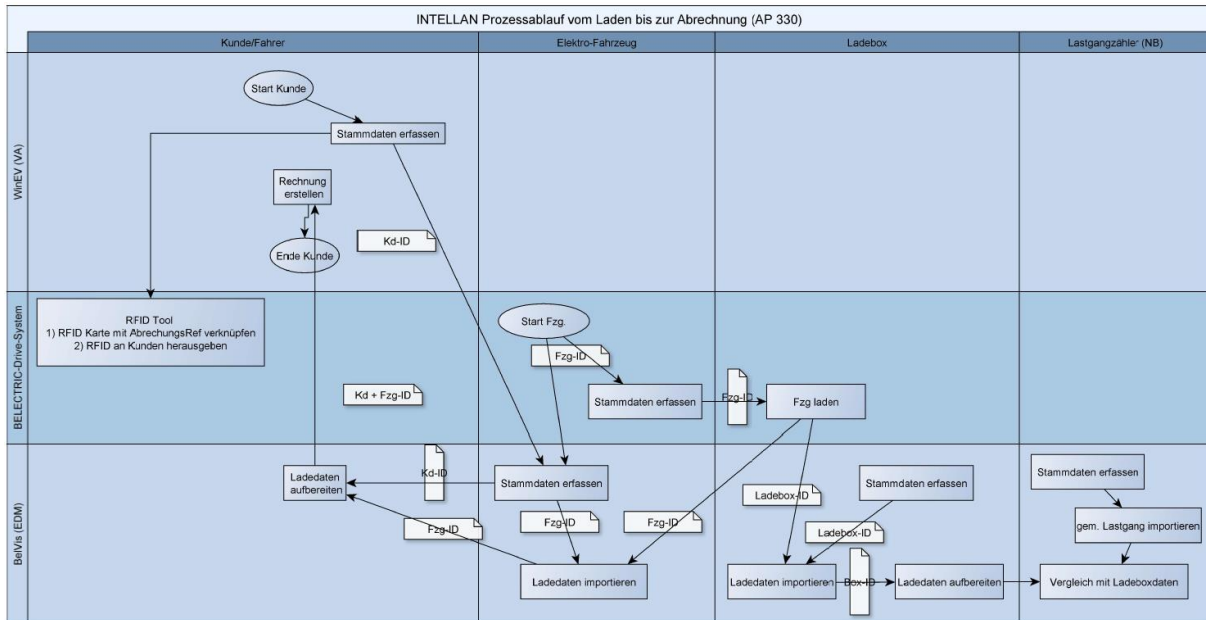 INTELLAN Prozessablauf vom Laden bis zur Abrechnung (AP 330)
Kunde/Fahrer
Elektro-Fahrzeug
Ladebox
Lastgangzähler (NB)
WinEV (VA)
Start Kunde
Stammdaten erfassen
Rechnung
erstellen
Ende Kunde
Kd-ID
BELECTRIC-Drive-System
RFID Tool
1) RFID Karte mit AbrechungsRef verknüpfen
2) RFID an Kunden herausgeben
Kd + Fzg-ID
Start Fzg.
Fzg-ID
Stammdaten erfassen
Fzg-ID
Fzg laden
BelVis (EDM)
Ladedaten
aufbereiten
Kd-ID
Fzg-ID
Stammdaten erfassen
Fzg-ID
Fzg-ID
Ladedaten importieren
Ladebox-ID
Stammdaten erfassen
Ladebox-ID
Ladedaten importieren
Box-ID
Ladedaten aufbereiten
Stammdaten erfassen
gem. Lastgang importieren
Vergleich mit Ladeboxdaten